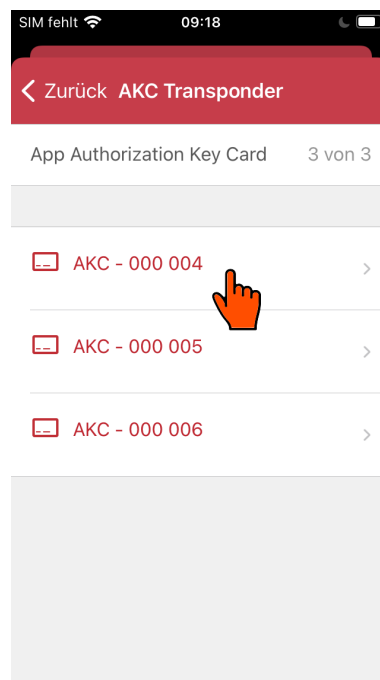 SIM fehlt 09:18
Zurück AKC Transponder
App Authorization Key Card 3 von 3
AKC - 000 004
AKC - 000 005
AKC - 000 006